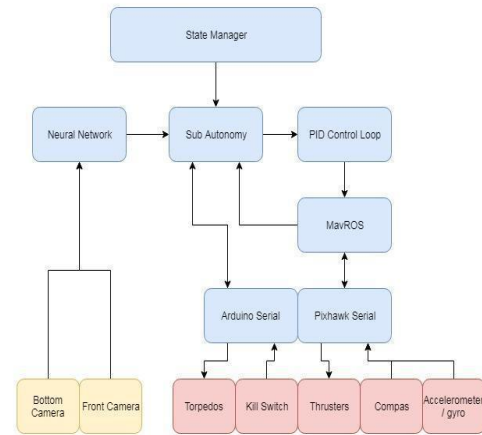 State Manager
Neural Network
Sub Autonomy
PID Control Loop
MavROS
Arduino Serial
Pixhawk Serial
Bottom
Camera
Front Camera
Torpedos
Kill Switch
Thrusters
Compas
Accelerometer
/ gyro